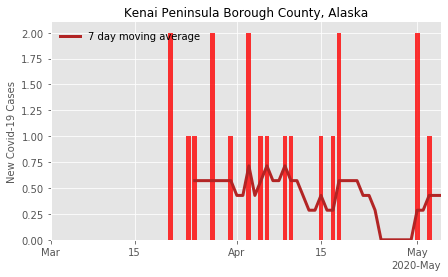 Kenai Peninsula Borough County, Alaska
7 day moving average
New Covid-19 Cases
2.00
1.75
1.50
1.25
1.00
0.75
0.50
0.25
0.00
Mar 15 Apr 15 May
2020-May